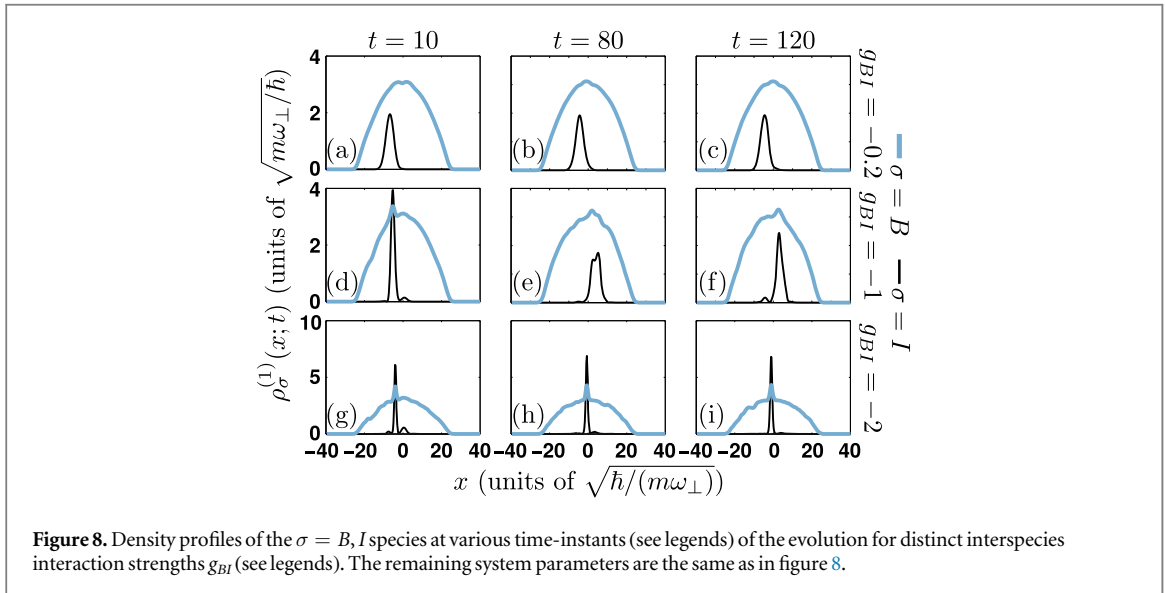 t = 10 t = 80 t = 120
4
2
0
(a) (b) (c)
g_{BI} = −0.2
4
2
0
(d) (e) (f)
g_{BI} = −1
10
5
0
(g) (h) (i)
g_{BI} = −2
σ = B σ = I
ρ_σ^{(1)}(x; t) (units of √(mω⊥/ħ))
−40 −20 0 20 40 −40 −20 0 20 40 −40 −20 0 20 40
x (units of √(ħ/(mω⊥)))
Figure 8. Density profiles of the σ = B, I species at various time-instants (see legends) of the evolution for distinct interspecies
interaction strengths g_{BI} (see legends). The remaining system parameters are the same as in figure 8.